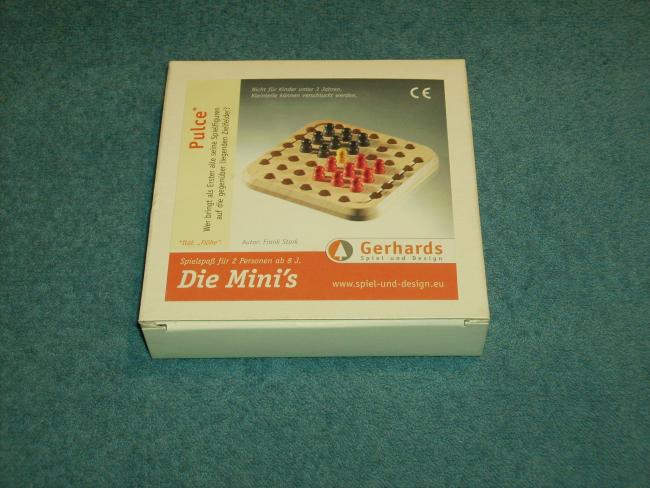 Pulce*
Wer bringt als Erster alle seine Spielfiguren
auf die gegenüber liegenden Zielfelder?
*Ital. „Flöhe"
Nicht für Kinder unter 3 Jahren.
Kleinteile können verschluckt werden.
CE
Autor: Frank Stark
Gerhards
Spiel und Design
Spielspaß für 2 Personen ab 8 J.
Die Mini's
www.spiel-und-design.eu